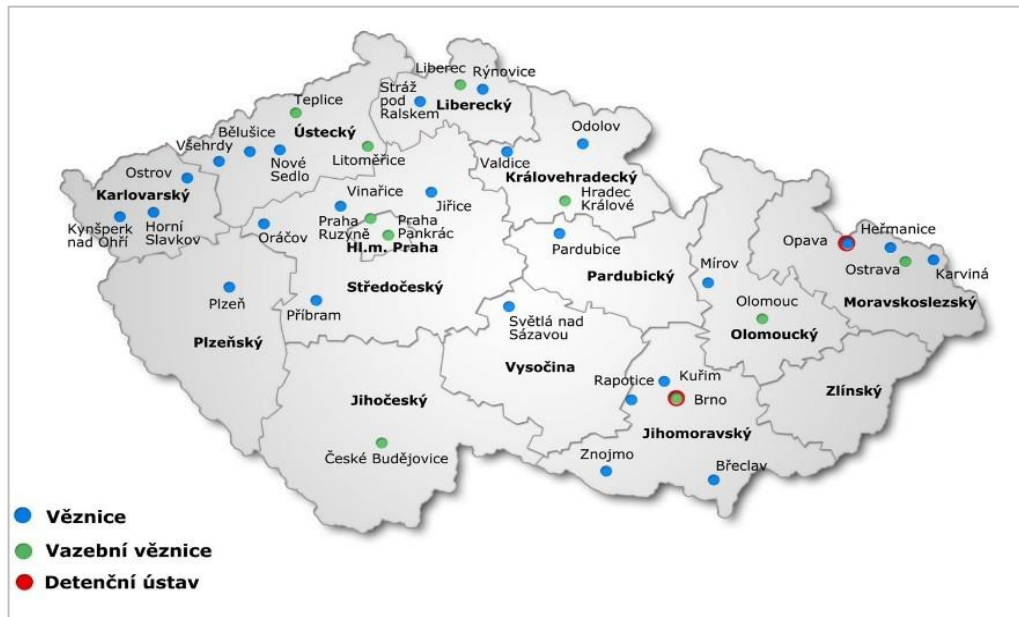 Liberec
Rýnovice
Stráž
pod
Ralskem
Liberecký
Teplice
Ústecký
Odolov
Bělušice
Všehrdy
Nové
Sedlo
Litoměřice
Valdice
Královehradecký
Ostrov
Karlovarský
Vinařice
Jiřice
Hradec
Králové
Kynšperk
nad Ohří
Horní
Slavkov
Oráčov
Praha
Ruzyně
Praha
Pankrác
Hl.m. Praha
Pardubice
Opava
Heřmanice
Mírov
Ostrava
Karviná
Pardubický
Středočeský
Moravskoslezský
Plzeň
Příbram
Olomouc
Olomoucký
Světlá nad
Sázavou
Plzeňský
Vysočina
Rapotice
Kuřim
Zlínský
Jihočeský
Brno
Jihomoravský
České Budějovice
Znojmo
Břeclav
Věznice
Vazební věznice
Detenční ústav